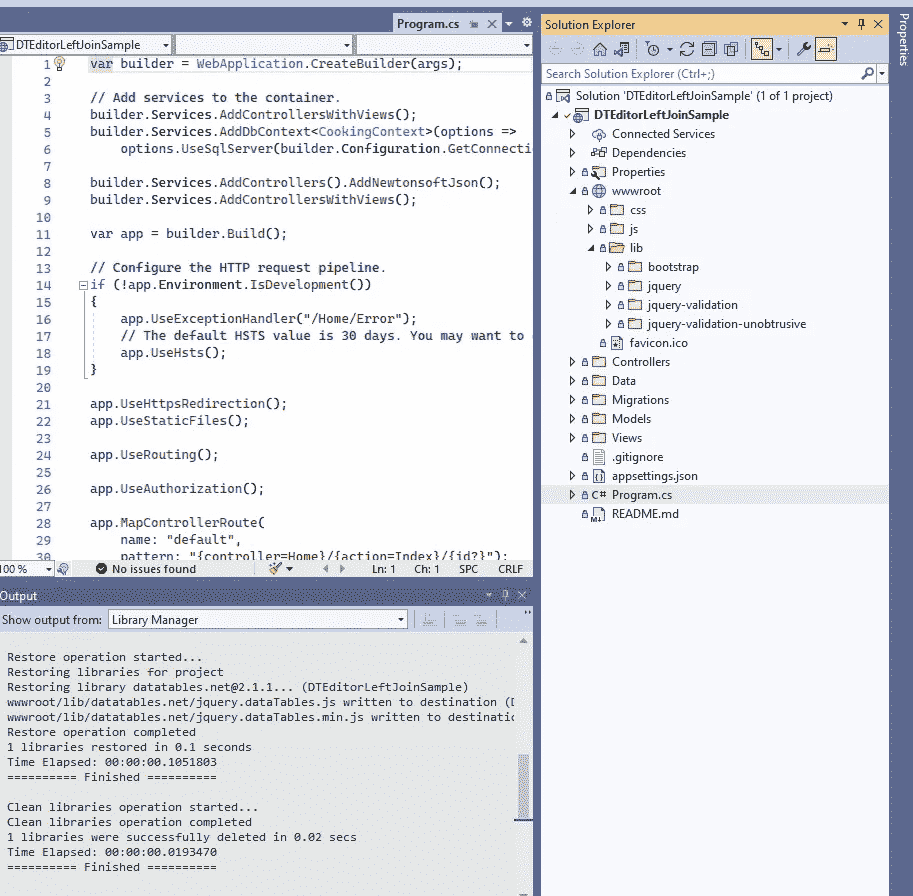 Program.cs
DTEditorLeftJoinSample
1 var builder = WebApplication.CreateBuilder(args);
2
3 // Add services to the container.
4 builder.Services.AddControllersWithViews();
5 builder.Services.AddDbContext<CookingContext>(options =>
6 options.UseSqlServer(builder.Configuration.GetConnecti
7
8 builder.Services.AddControllers().AddNewtonsoftJson();
9 builder.Services.AddControllersWithViews();
10
11 var app = builder.Build();
12
13 // Configure the HTTP request pipeline.
14 if (!app.Environment.IsDevelopment())
15 {
16 app.UseExceptionHandler("/Home/Error");
17 // The default HSTS value is 30 days. You may want to
18 app.UseHsts();
19 }
20
21 app.UseHttpsRedirection();
22 app.UseStaticFiles();
23
24 app.UseRouting();
25
26 app.UseAuthorization();
27
28 app.MapControllerRoute(
29 name: "default",
30 pattern: "{controller=Home}/{action=Index}/{id?}");
100 % No issues found Ln: 1 Ch: 1 SPC CRLF
Output
Show output from: Library Manager
Restore operation started...
Restoring libraries for project
Restoring library datatables.net@2.1.1... (DTEditorLeftJoinSample)
wwwroot/lib/datatables.net/jquery.dataTables.js written to destination (D
wwwroot/lib/datatables.net/jquery.dataTables.min.js written to destinatio
Restore operation completed
1 libraries restored in 0.1 seconds
Time Elapsed: 00:00:00.1051803
========== Finished ==========
Clean libraries operation started...
Clean libraries operation completed
1 libraries were successfully deleted in 0.02 secs
Time Elapsed: 00:00:00.0193470
========== Finished ==========
Solution Explorer
Search Solution Explorer (Ctrl+;)
Solution 'DTEditorLeftJoinSample' (1 of 1 project)
DTEditorLeftJoinSample
Connected Services
Dependencies
Properties
wwwroot
css
js
lib
bootstrap
jquery
jquery-validation
jquery-validation-unobtrusive
favicon.ico
Controllers
Data
Migrations
Models
Views
.gitignore
appsettings.json
C# Program.cs
README.md
Properties